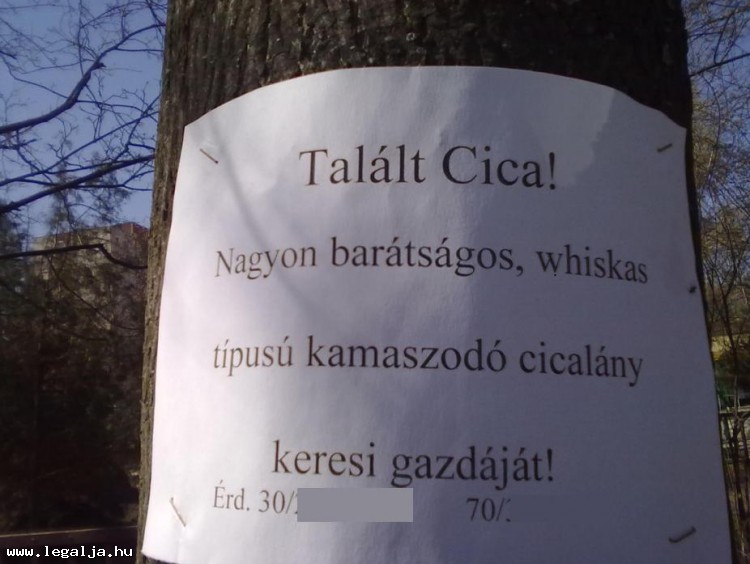 Talált Cica!
Nagyon barátságos, whiskas
típusú kamaszodó cicalány
keresi gazdáját!
Érd. 30/ 70/
www.legalja.hu